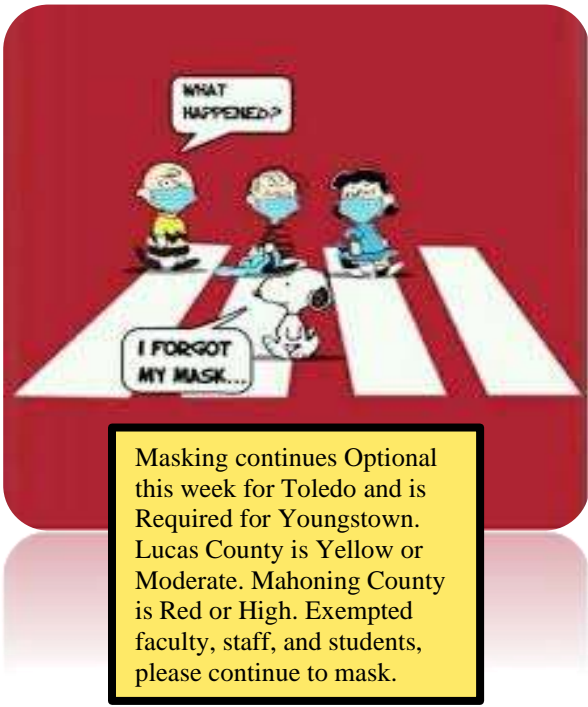 WHAT
HAPPENED?
I FORGOT
MY MASK...
Masking continues Optional
this week for Toledo and is
Required for Youngstown.
Lucas County is Yellow or
Moderate. Mahoning County
is Red or High. Exempted
faculty, staff, and students,
please continue to mask.